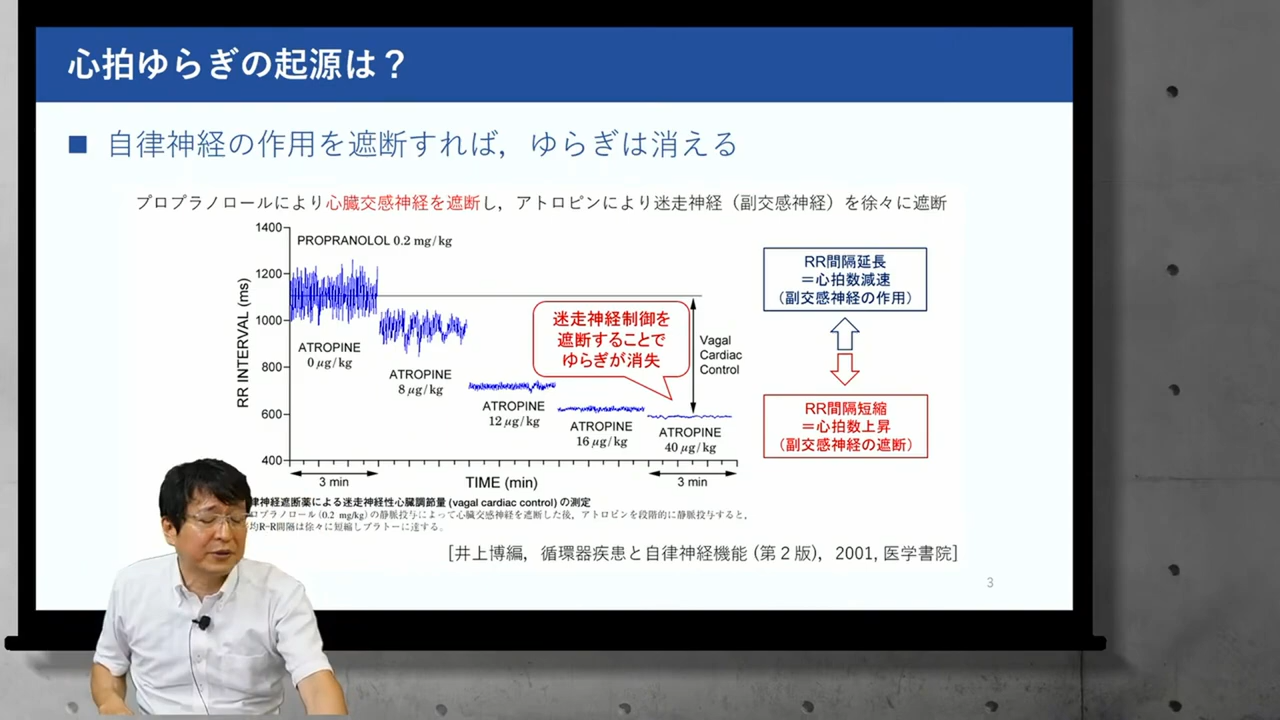 心拍ゆらぎの起源は？
■ 自律神経の作用を遮断すれば，ゆらぎは消える
プロプラノロールにより心臓交感神経を遮断し，アトロピンにより迷走神経（副交感神経）を徐々に遮断
RR INTERVAL (ms)
1400
1200
1000
800
600
400
PROPRANOLOL 0.2 mg/kg
ATROPINE
0 μg/kg
ATROPINE
8 μg/kg
ATROPINE
12 μg/kg
ATROPINE
16 μg/kg
ATROPINE
40 μg/kg
迷走神経制御を
遮断することで
ゆらぎが消失
Vagal
Cardiac
Control
3 min
TIME (min)
3 min
RR間隔延長
＝心拍数減速
（副交感神経の作用）
RR間隔短縮
＝心拍数上昇
（副交感神経の遮断）
律神経遮断薬による迷走神経性心臓調節量 (vagal cardiac control) の測定
ロプラノロール (0.2 mg/kg) の静脈投与によって心臓交感神経を遮断した後，アトロピンを段階的に静脈投与すると，
均R-R間隔は徐々に短縮しプラトーに達する。
[井上博編，循環器疾患と自律神経機能 (第２版)，2001, 医学書院]
3